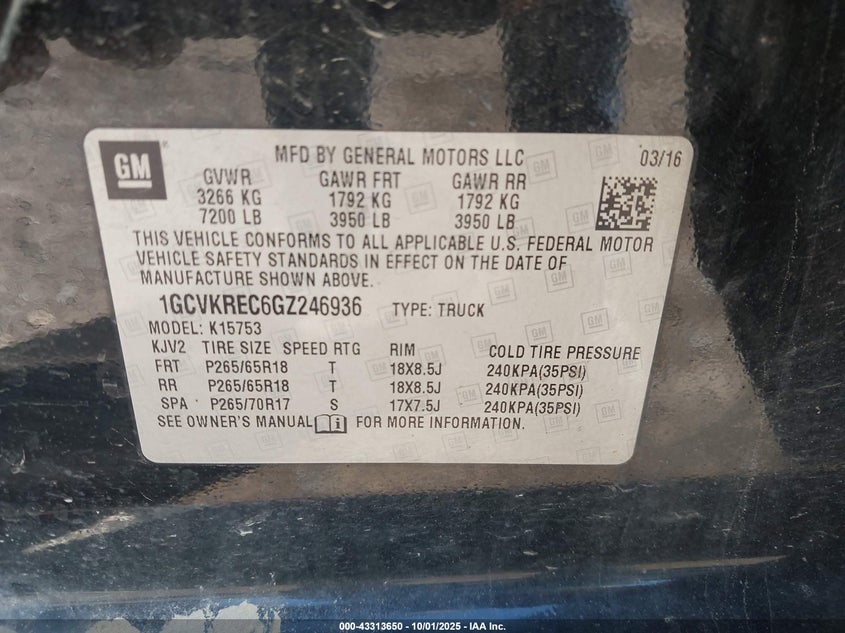 GM
MFD BY GENERAL MOTORS LLC 03/16
GVWR GAWR FRT GAWR RR
3266 KG 1792 KG 1792 KG
7200 LB 3950 LB 3950 LB
THIS VEHICLE CONFORMS TO ALL APPLICABLE U.S. FEDERAL MOTOR
VEHICLE SAFETY STANDARDS IN EFFECT ON THE DATE OF
MANUFACTURE SHOWN ABOVE.
1GCVKREC6GZ246936 TYPE: TRUCK
MODEL: K15753
KJV2 TIRE SIZE SPEED RTG RIM COLD TIRE PRESSURE
FRT P265/65R18 T 18X8.5J 240KPA(35PSI)
RR P265/65R18 T 18X8.5J 240KPA(35PSI)
SPA P265/70R17 S 17X7.5J 240KPA(35PSI)
SEE OWNER'S MANUAL i FOR MORE INFORMATION.
000-43313650 - 10/01/2025 - IAA Inc.